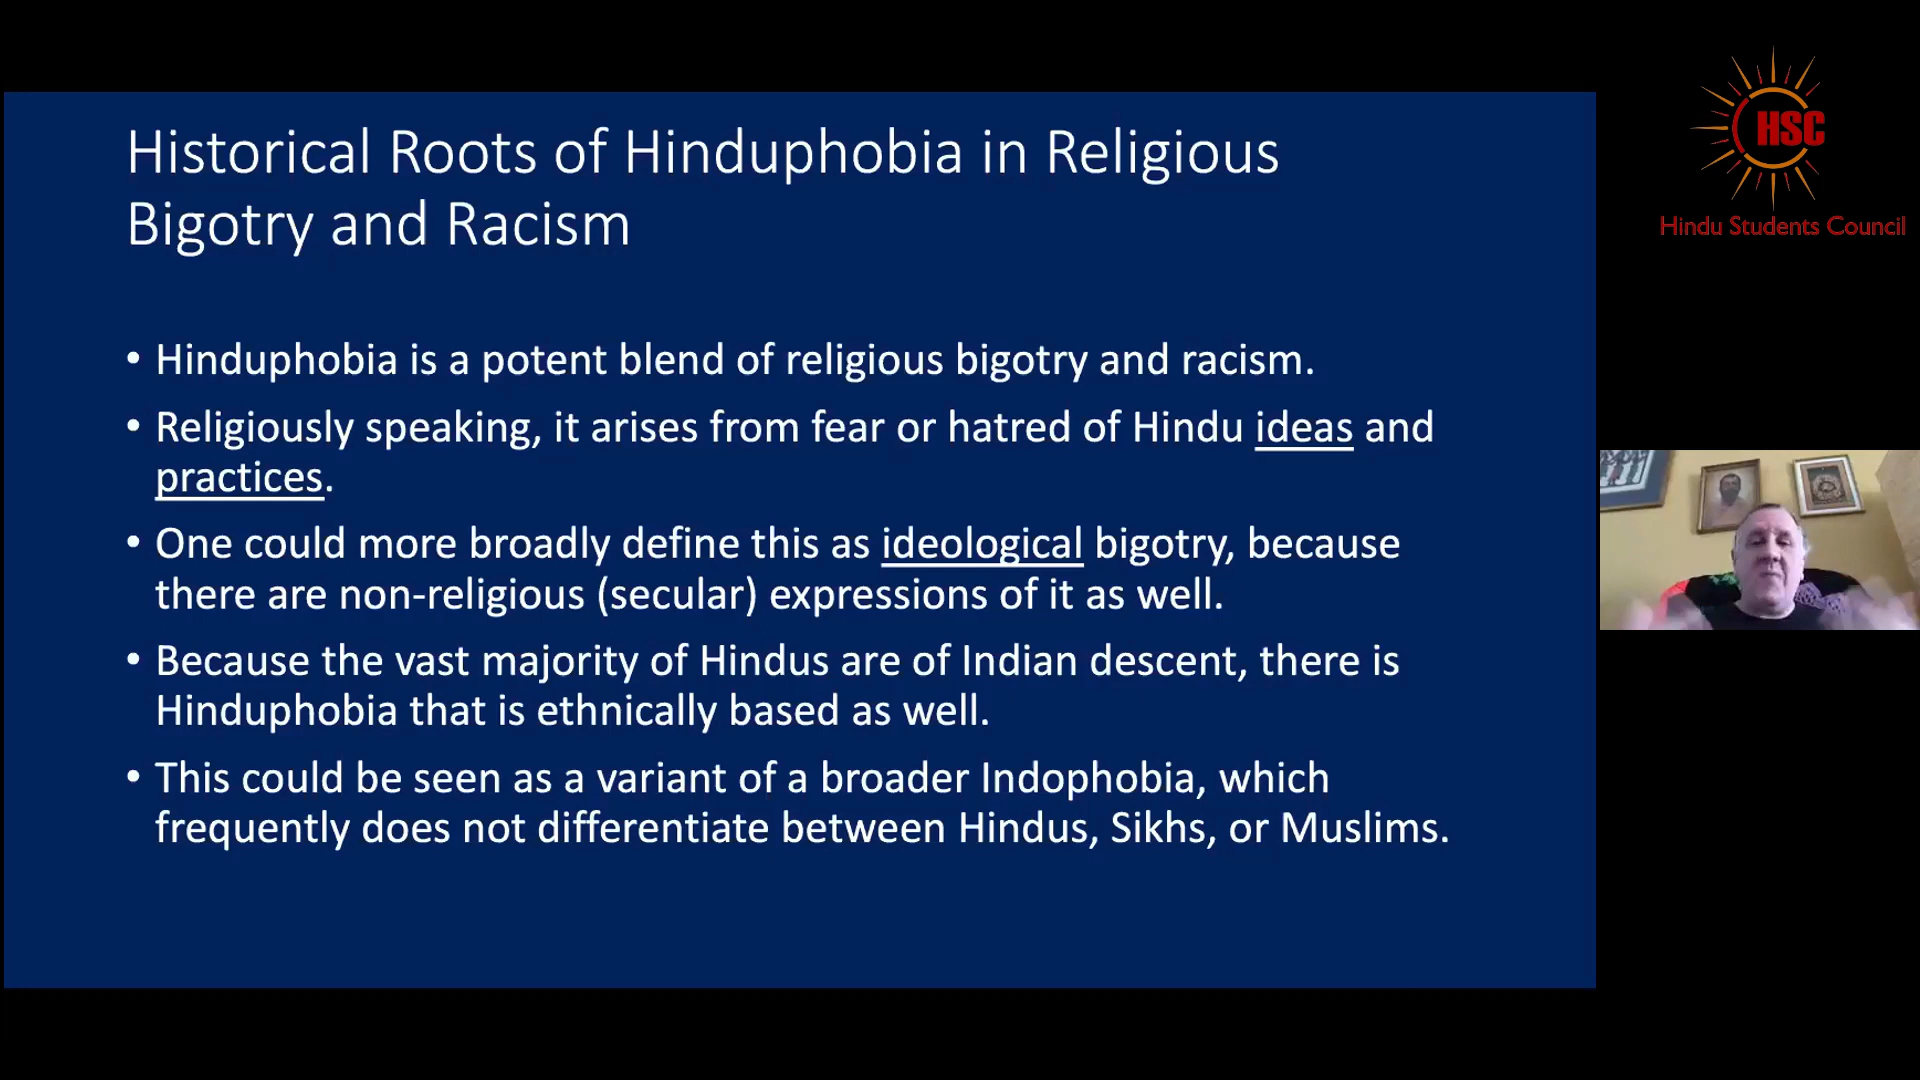 Historical Roots of Hinduphobia in Religious
Bigotry and Racism
• Hinduphobia is a potent blend of religious bigotry and racism.
• Religiously speaking, it arises from fear or hatred of Hindu ideas and
practices.
• One could more broadly define this as ideological bigotry, because
there are non-religious (secular) expressions of it as well.
• Because the vast majority of Hindus are of Indian descent, there is
Hinduphobia that is ethnically based as well.
• This could be seen as a variant of a broader Indophobia, which
frequently does not differentiate between Hindus, Sikhs, or Muslims.
HSC
Hindu Students Council